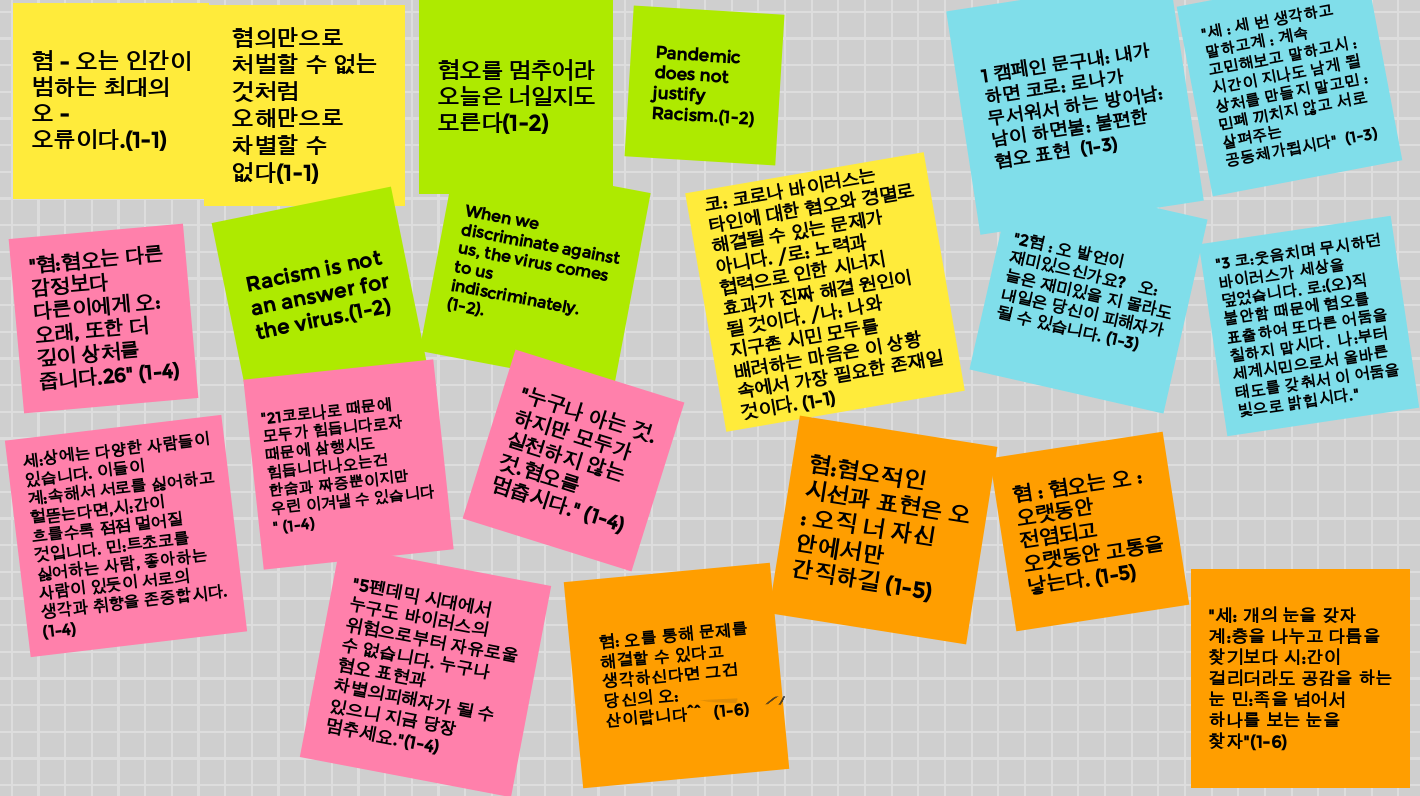 혐 - 오는 인간이
범하는 최대의
오 -
오류이다.(1-1)
혐의만으로
처벌할 수 없는
것처럼
오해만으로
차별할 수
없다(1-1)
혐오를 멈추어라
오늘은 너일지도
모른다(1-2)
Pandemic
does not
justify
Racism.(1-2)
1 캠페인 문구내: 내가
하면 코로: 로나가
무서워서 하는 방어남:
남이 하면불: 불편한
혐오 표현 (1-3)
"세 : 세 번 생각하고
말하고계 : 계속
고민해보고 말하고시 :
시간이 지나도 남게 될
상처를 만들지 말고민 :
민폐 끼치지 않고 서로
살펴주는
공동체가됩시다" (1-3)
"혐:혐오는 다른
감정보다
다른이에게 오:
오래, 또한 더
깊이 상처를
줍니다.26" (1-4)
Racism is not
an answer for
the virus.(1-2)
When we
discriminate against
us, the virus comes
to us
indiscriminately.
(1-2).
코: 코로나 바이러스는
타인에 대한 혐오와 경멸로
해결될 수 있는 문제가
아니다. /로: 노력과
협력으로 인한 시너지
효과가 진짜 해결 원인이
될 것이다. /나: 나와
지구촌 시민 모두를
배려하는 마음은 이 상황
속에서 가장 필요한 존재일
것이다. (1-1)
"2혐 : 오 발언이
재미있으신가요? 오:
늘은 재미있을 지 몰라도
내일은 당신이 피해자가
될 수 있습니다. (1-3)
"3 코:웃음치며 무시하던
바이러스가 세상을
덮었습니다. 로:(오)직
불안함 때문에 혐오를
표출하여 또다른 어둠을
칠하지 맙시다. 나:부터
세계시민으로서 올바른
태도를 갖춰서 이 어둠을
빛으로 밝힙시다."
세:상에는 다양한 사람들이
있습니다. 이들이
계:속해서 서로를 싫어하고
헐뜯는다면,시:간이
흐를수록 점점 멀어질
것입니다. 민:트초코를
싫어하는 사람, 좋아하는
사람이 있듯이 서로의
생각과 취향을 존중합시다.
(1-4)
"21코로나로 때문에
모두가 힘듭니다로자
때문에 삼행시도
힘듭니다나오는건
한숨과 짜증뿐이지만
우린 이겨낼 수 있습니다
" (1-4)
"누구나 아는 것.
하지만 모두가
실천하지 않는
것. 혐오를
멈춥시다." (1-4)
혐:혐오적인
시선과 표현은 오
: 오직 너 자신
안에서만
간직하길 (1-5)
혐 : 혐오는 오 :
오랫동안
전염되고
오랫동안 고통을
낳는다. (1-5)
"5펜데믹 시대에서
누구도 바이러스의
위험으로부터 자유로울
수 없습니다. 누구나
혐오 표현과
차별의피해자가 될 수
있으니 지금 당장
멈추세요."(1-4)
혐: 오를 통해 문제를
해결할 수 있다고
생각하신다면 그건
당신의 오:
산이랍니다^^ (1-6)
"세: 개의 눈을 갖자
계:층을 나누고 다름을
찾기보다 시:간이
걸리더라도 공감을 하는
눈 민:족을 넘어서
하나를 보는 눈을
찾자"(1-6)